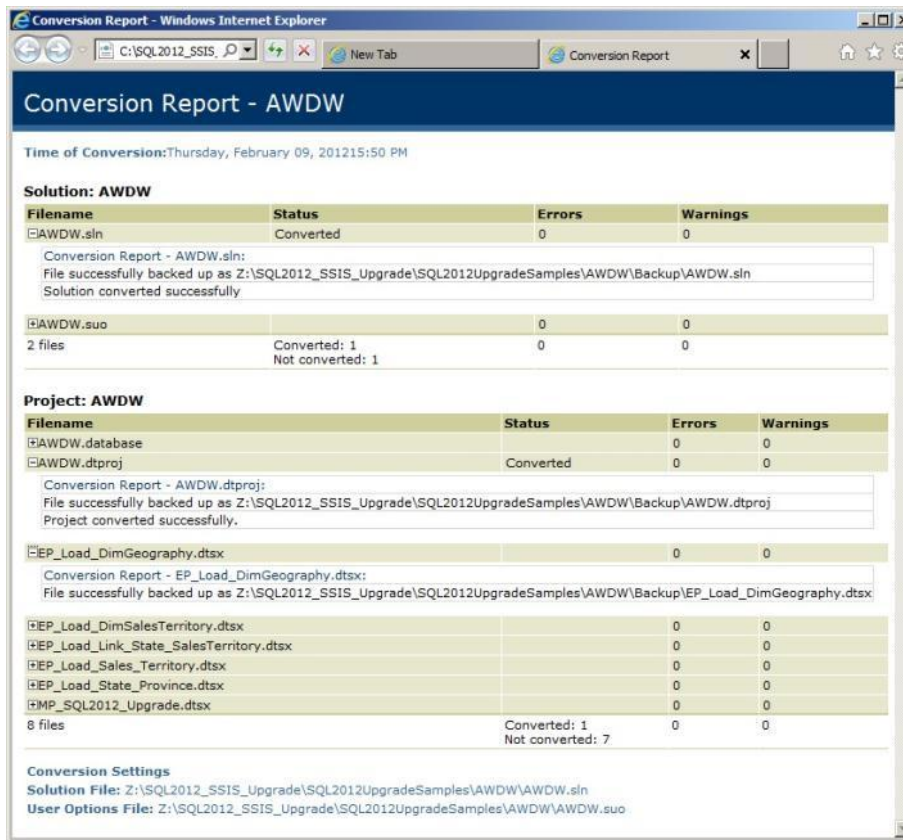 Conversion Report - Windows Internet Explorer
C:\SQL2012_SSIS_ New Tab Conversion Report
Conversion Report - AWDW
Time of Conversion:Thursday, February 09, 201215:50 PM
Solution: AWDW
Filename Status Errors Warnings
AWDW.sln Converted 0 0
Conversion Report - AWDW.sln:
File successfully backed up as Z:\SQL2012_SSIS_Upgrade\SQL2012UpgradeSamples\AWDW\Backup\AWDW.sln
Solution converted successfully
AWDW.suo 0 0
2 files Converted: 1 0 0
Not converted: 1
Project: AWDW
Filename Status Errors Warnings
AWDW.database 0 0
AWDW.dtproj Converted 0 0
Conversion Report - AWDW.dtproj:
File successfully backed up as Z:\SQL2012_SSIS_Upgrade\SQL2012UpgradeSamples\AWDW\Backup\AWDW.dtproj
Project converted successfully.
EP_Load_DimGeography.dtsx 0 0
Conversion Report - EP_Load_DimGeography.dtsx:
File successfully backed up as Z:\SQL2012_SSIS_Upgrade\SQL2012UpgradeSamples\AWDW\Backup\EP_Load_DimGeography.dtsx
EP_Load_DimSalesTerritory.dtsx 0 0
EP_Load_Link_State_SalesTerritory.dtsx 0 0
EP_Load_Sales_Territory.dtsx 0 0
EP_Load_State_Province.dtsx 0 0
MP_SQL2012_Upgrade.dtsx 0 0
8 files Converted: 1 0 0
Not converted: 7
Conversion Settings
Solution File: Z:\SQL2012_SSIS_Upgrade\SQL2012UpgradeSamples\AWDW\AWDW.sln
User Options File: Z:\SQL2012_SSIS_Upgrade\SQL2012UpgradeSamples\AWDW\AWDW.suo